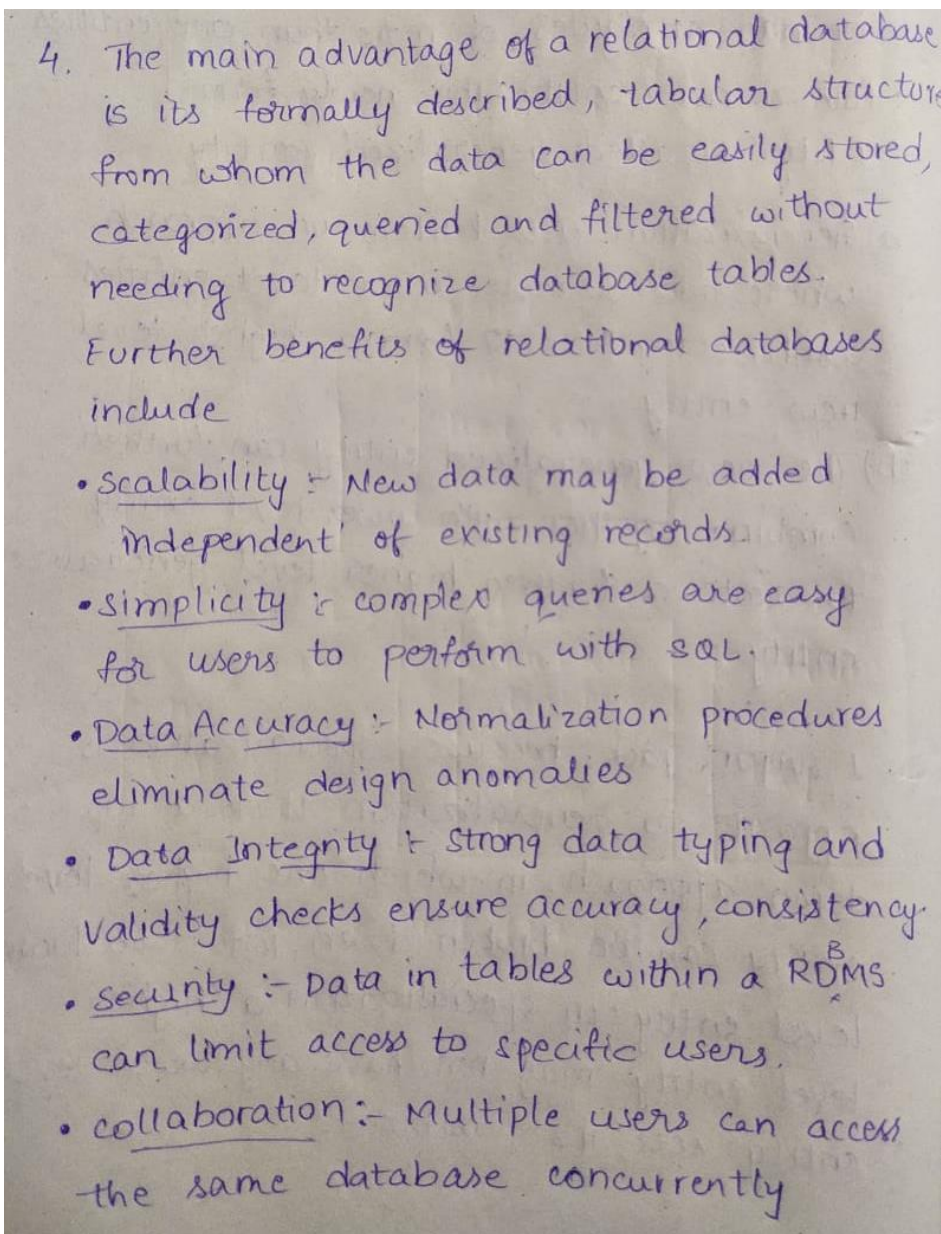 4. The main advantage of a relational database
is its formally described, tabular structure
from whom the data can be easily stored,
categorized, queried and filtered without
needing to recognize database tables.
Further benefits of relational databases
include
• Scalability :- New data may be added
independent of existing records.
• Simplicity :- complex queries are easy
for users to perform with SQL.
• Data Accuracy :- Normalization procedures
eliminate design anomalies
• Data Integrity :- Strong data typing and
validity checks ensure accuracy, consistency.
• Security :- Data in tables within a RDBMS
can limit access to specific users.
• collaboration :- Multiple users can access
the same database concurrently